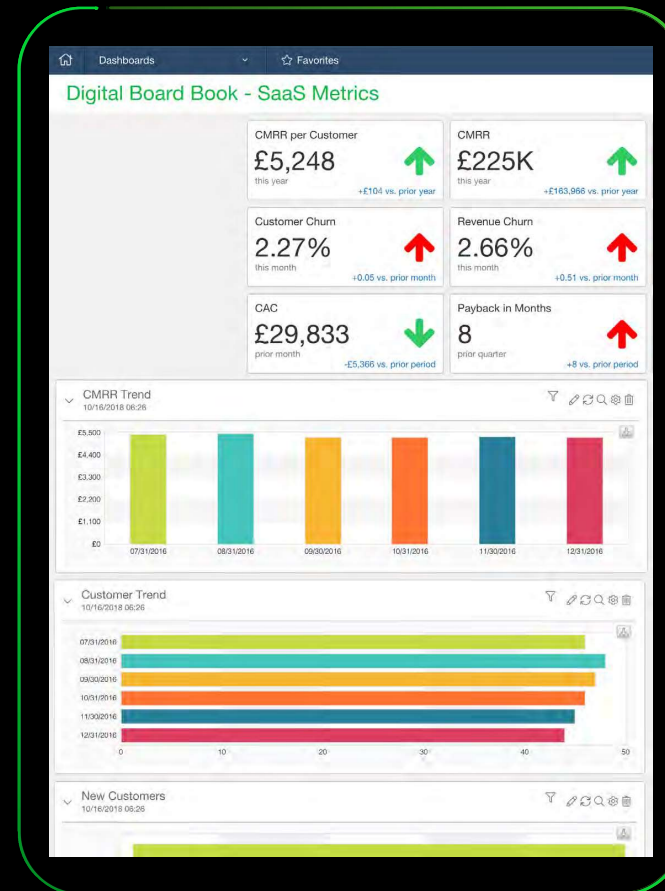 Dashboards
Favorites
Digital Board Book - SaaS Metrics
CMRR per Customer
£5,248
this year
+£104 vs. prior year
CMRR
£225K
this year
+£163,966 vs. prior year
Customer Churn
2.27%
this month
+0.05 vs. prior month
Revenue Churn
2.66%
this month
+0.51 vs. prior month
CAC
£29,833
prior month
-£5,366 vs. prior period
Payback in Months
8
prior quarter
+8 vs. prior period
CMRR Trend
10/16/2018 06:26
£5,500
£4,400
£3,300
£2,200
£1,100
£0
07/31/2016
08/31/2016
09/30/2016
10/31/2016
11/30/2016
12/31/2016
Customer Trend
10/16/2018 06:26
07/31/2016
08/31/2016
09/30/2016
10/31/2016
11/30/2016
12/31/2016
0
10
20
30
40
50
New Customers
10/16/2018 06:26